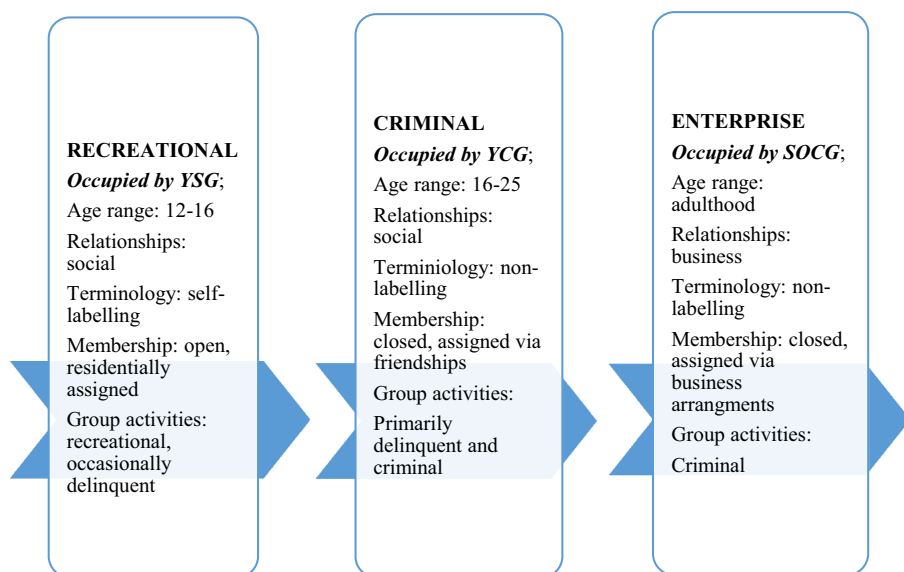 RECREATIONAL
Occupied by YSG;
Age range: 12-16
Relationships:
social
Terminology: self-
labelling
Membership: open,
residentially
assigned
Group activities:
recreational,
occasionally
delinquent
CRIMINAL
Occupied by YCG;
Age range: 16-25
Relationships:
social
Terminiology: non-
labelling
Membership:
closed, assigned via
friendships
Group activities:
Primarily
delinquent and
criminal
ENTERPRISE
Occupied by SOCG;
Age range:
adulthood
Relationships:
business
Terminology: non-
labelling
Membership: closed,
assigned via
business
arrangments
Group activities:
Criminal